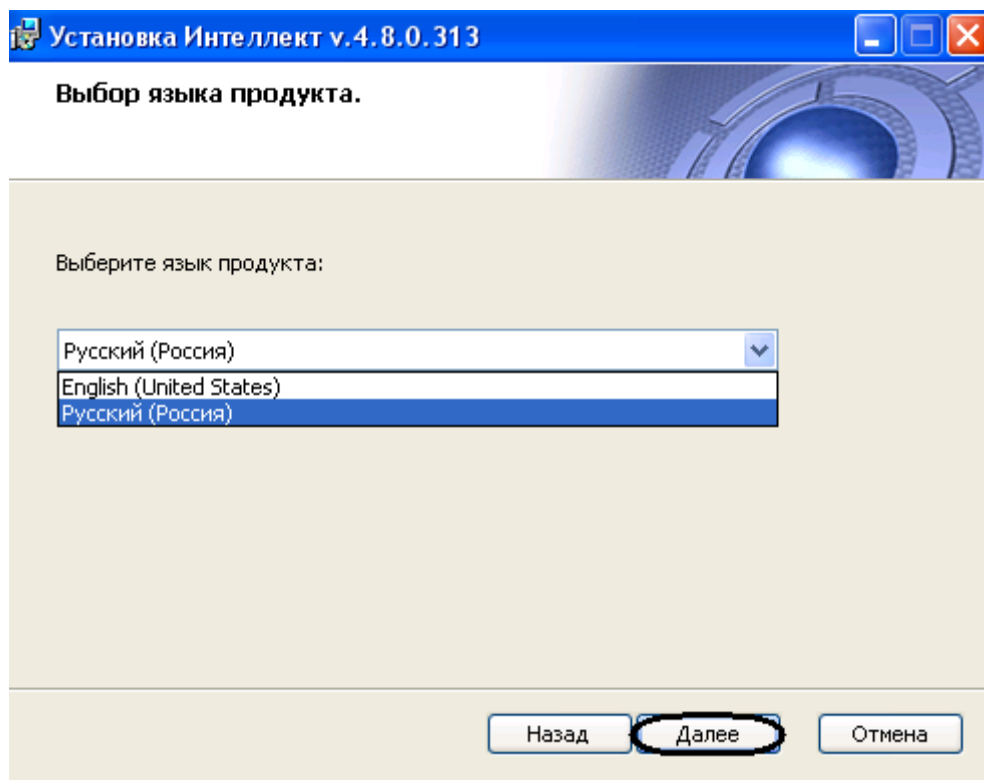 Установка Интеллект v.4.8.0.313
Выбор языка продукта.
Выберите язык продукта:
Русский (Россия)
English (United States)
Русский (Россия)
Назад
Далее
Отмена